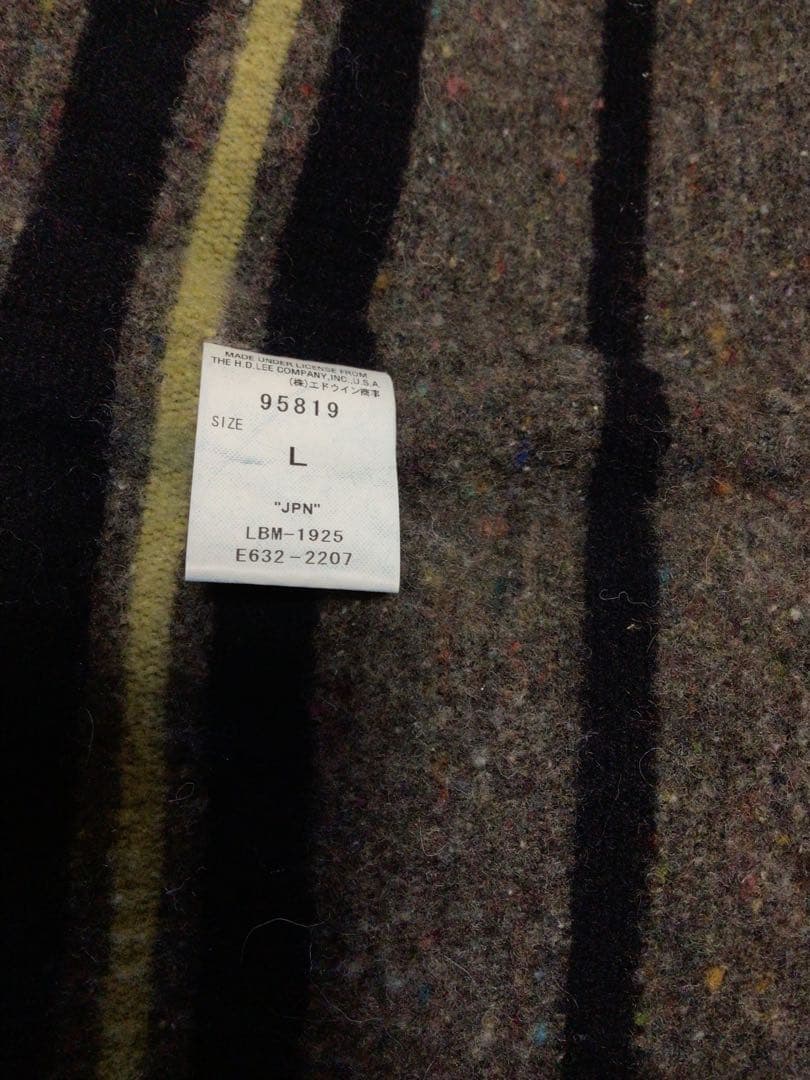 MADE UNDER LICENSE FROM
THE H.D.LEE COMPANY,INC.,U.S.A.
(株)エドウイン商事
95819
SIZE
L
"JPN"
LBM-1925
E632-2207